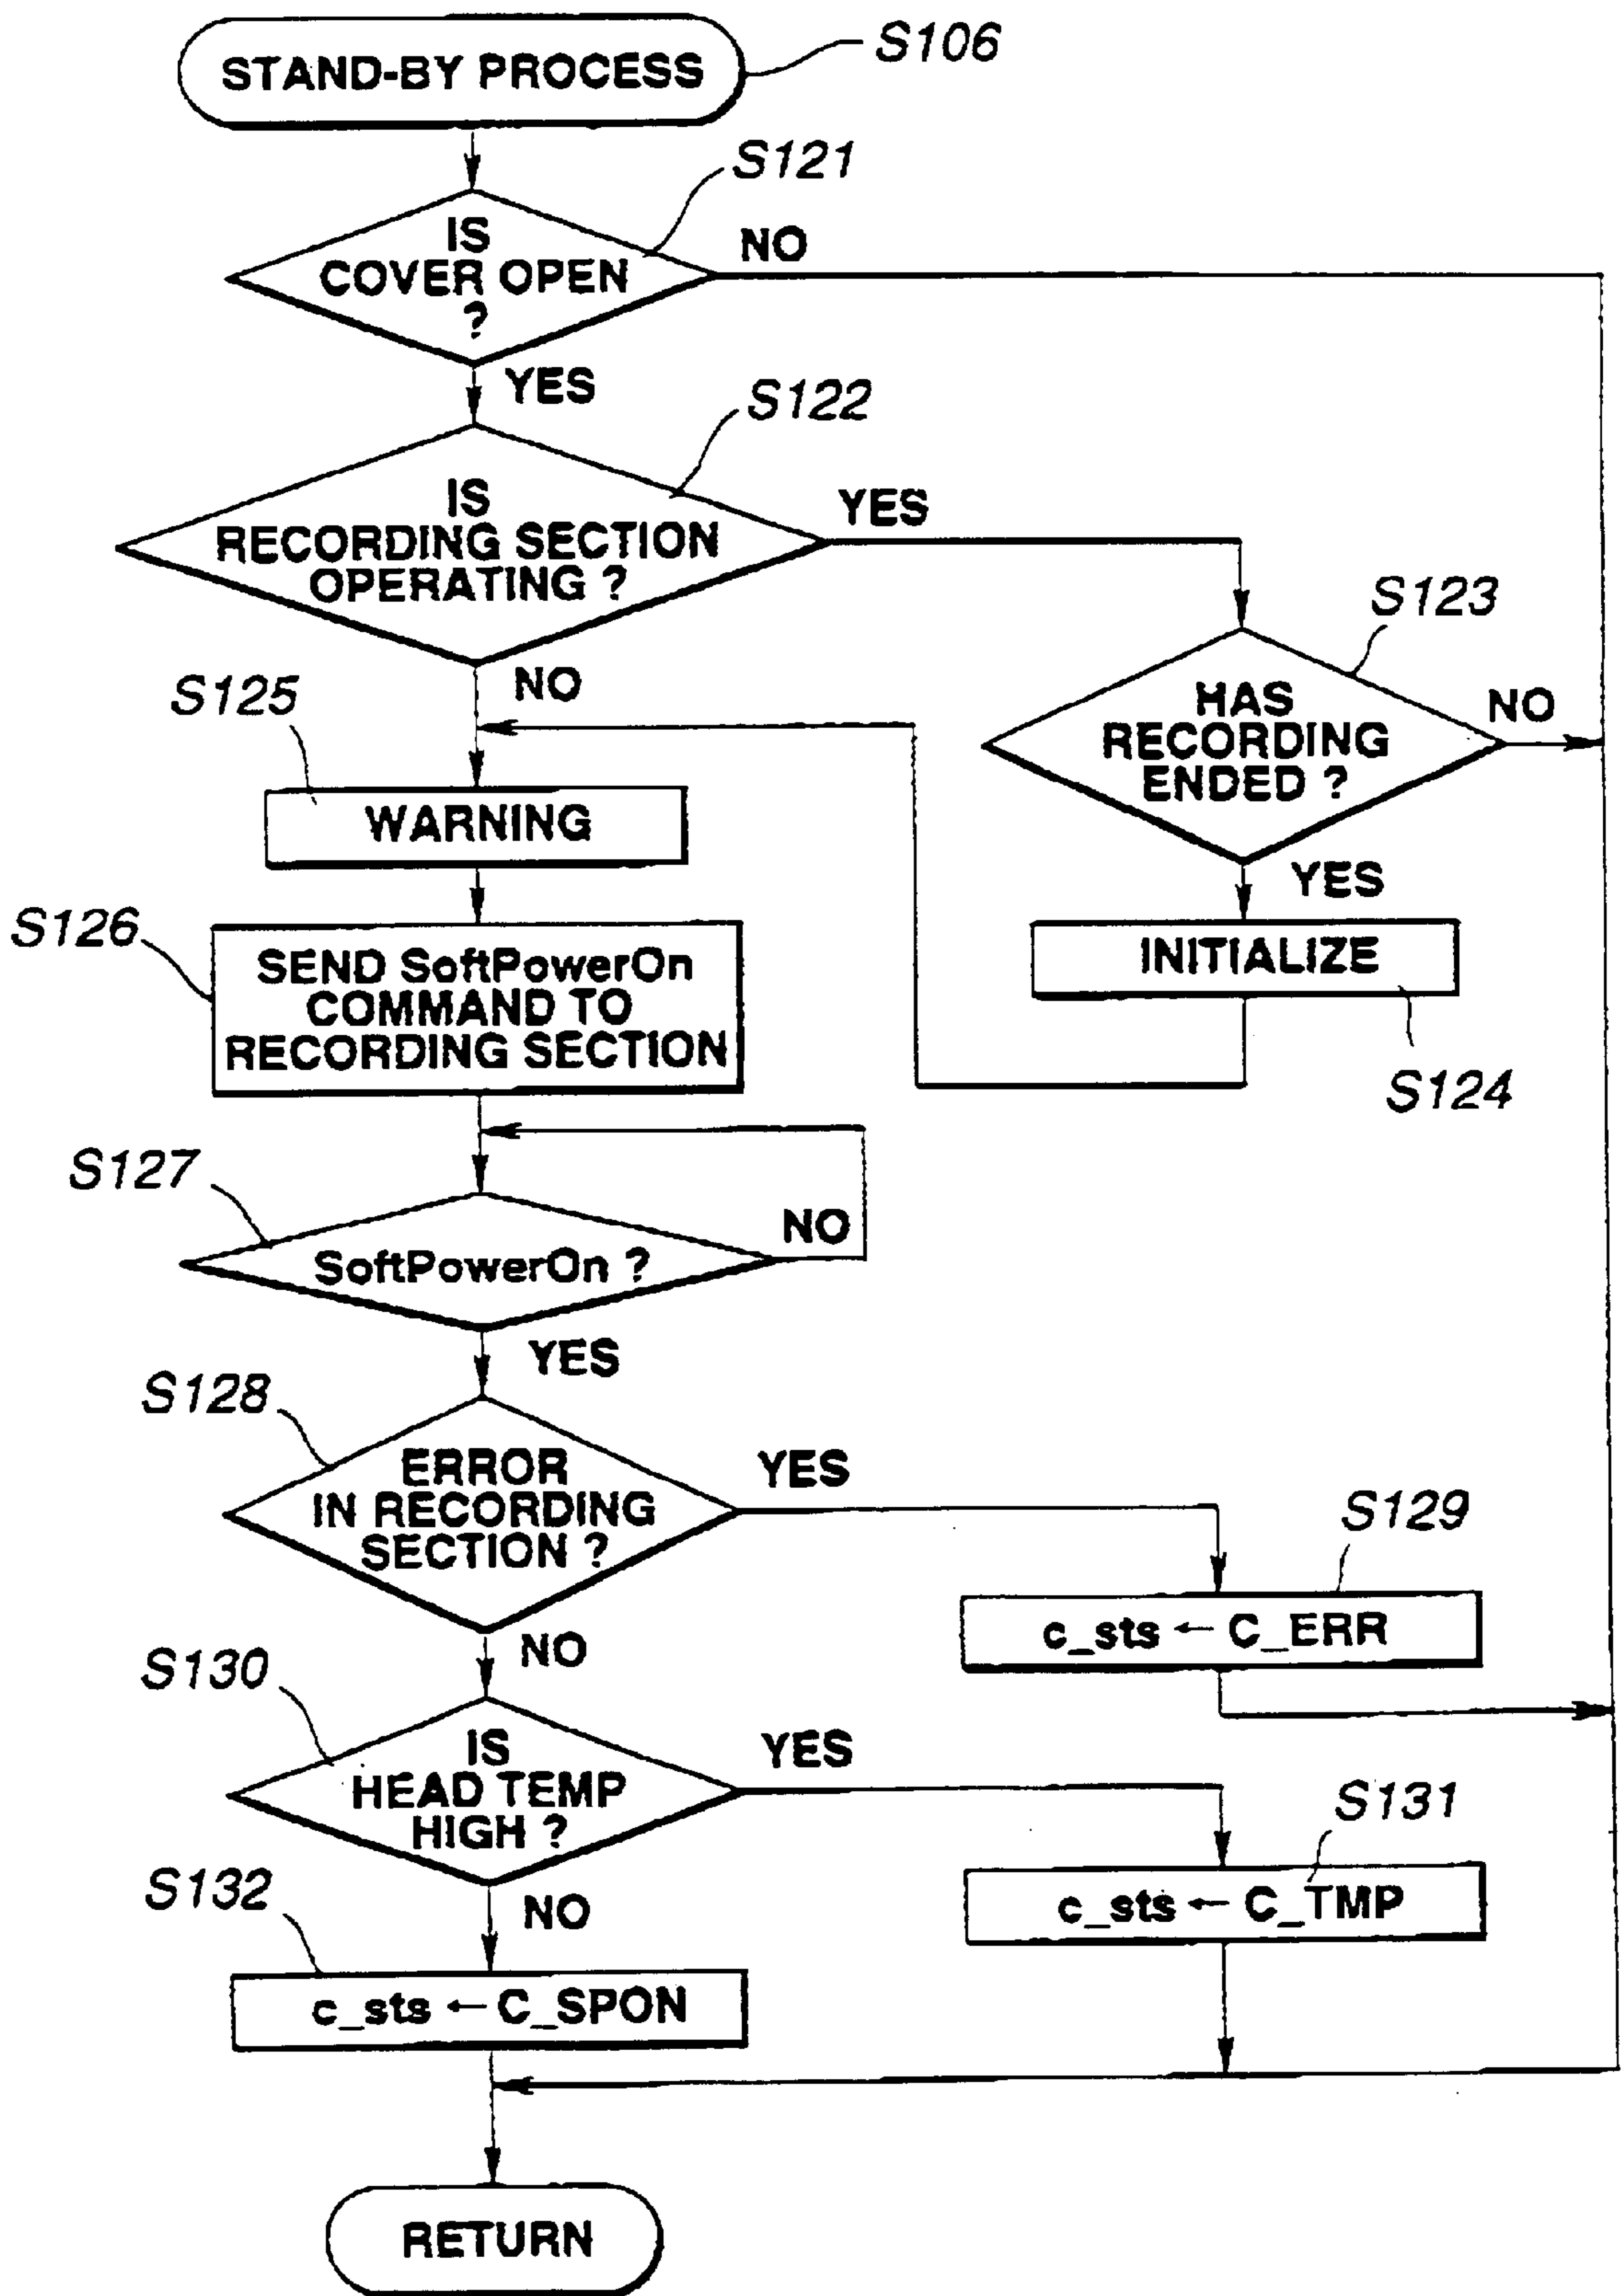 STAND-BY PROCESS
S106
S121
IS
COVER OPEN
?
NO
YES
S122
IS
RECORDING SECTION
OPERATING ?
YES
NO
S123
HAS
RECORDING
ENDED ?
NO
YES
INITIALIZE
S124
S125
WARNING
S126
SEND SoftPowerOn
COMMAND TO
RECORDING SECTION
S127
SoftPowerOn ?
NO
YES
S128
ERROR
IN RECORDING
SECTION ?
YES
NO
S129
c_sts ← C_ERR
S130
IS
HEAD TEMP
HIGH ?
YES
NO
S131
c_sts ← C_TMP
S132
c_sts ← C_SPON
RETURN